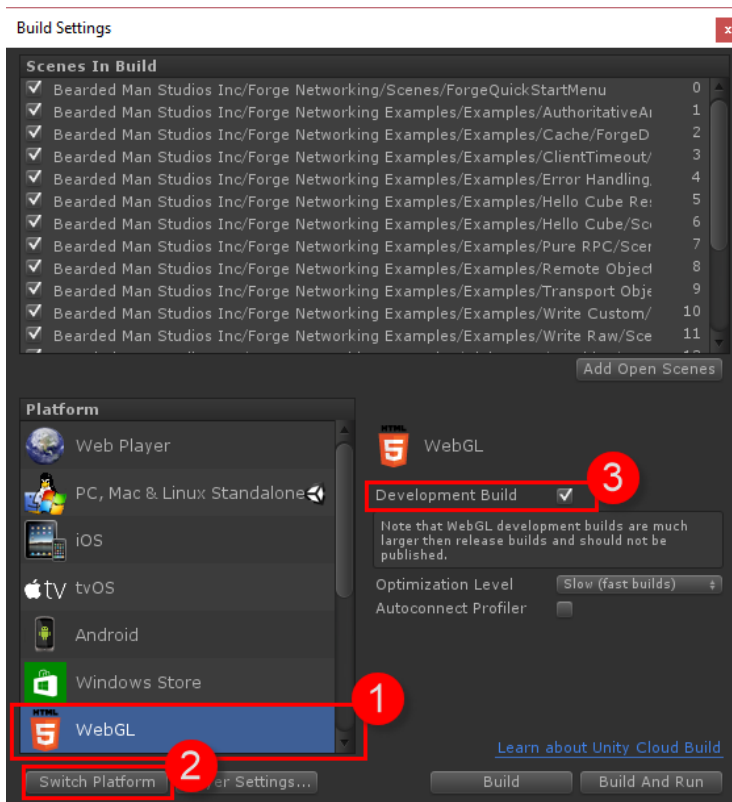 Build Settings
x
Scenes In Build
Bearded Man Studios Inc/Forge Networking/Scenes/ForgeQuickStartMenu 0
Bearded Man Studios Inc/Forge Networking Examples/Examples/AuthoritativeAr 1
Bearded Man Studios Inc/Forge Networking Examples/Examples/Cache/ForgeD 2
Bearded Man Studios Inc/Forge Networking Examples/Examples/ClientTimeout/ 3
Bearded Man Studios Inc/Forge Networking Examples/Examples/Error Handling 4
Bearded Man Studios Inc/Forge Networking Examples/Examples/Hello Cube Re 5
Bearded Man Studios Inc/Forge Networking Examples/Examples/Hello Cube/Sc 6
Bearded Man Studios Inc/Forge Networking Examples/Examples/Pure RPC/Scer 7
Bearded Man Studios Inc/Forge Networking Examples/Examples/Remote Object 8
Bearded Man Studios Inc/Forge Networking Examples/Examples/Transport Obje 9
Bearded Man Studios Inc/Forge Networking Examples/Examples/Write Custom/ 10
Bearded Man Studios Inc/Forge Networking Examples/Examples/Write Raw/Sce 11
Add Open Scenes
Platform
Web Player
PC, Mac & Linux Standalone
iOS
tv tvOS
Android
Windows Store
HTML
5 WebGL
1
Switch Platform
2
er Settings...
HTML
5 WebGL
Development Build
3
Note that WebGL development builds are much
larger then release builds and should not be
published.
Optimization Level Slow (fast builds)
Autoconnect Profiler
Learn about Unity Cloud Build
Build
Build And Run